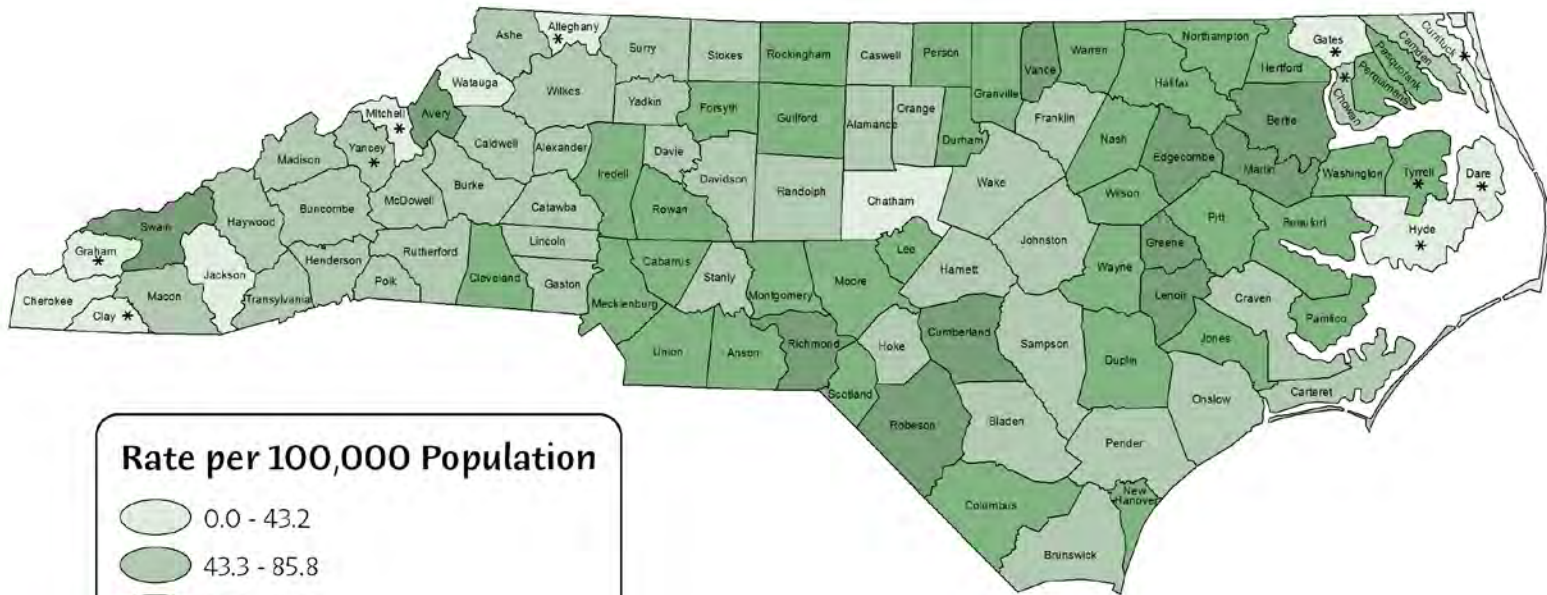 Alleghany
*
Ashe
Surry
Stokes
Rockingham
Caswell
Person
Granville
Vance
Warren
Northampton
Gates
*
Currituck
*
Camden
Pasquotank
Perquimans
*
Chowan
Hertford
Halifax
Watauga
Wilkes
Yadkin
Forsyth
Guilford
Alamance
Orange
Durham
Franklin
Nash
Edgecombe
Bertie
Martin
Washington
Tyrrell
*
Dare
*
Mitchell
*
Avery
Yancey
*
Caldwell
Alexander
Iredell
Davie
Davidson
Randolph
Chatham
Wake
Wilson
Madison
Buncombe
McDowell
Burke
Catawba
Rowan
Johnston
Greene
Pitt
Beaufort
Hyde
*
Swain
Haywood
Graham
*
Jackson
Henderson
Rutherford
Polk
Cleveland
Lincoln
Gaston
Cabarrus
Stanly
Montgomery
Moore
Lee
Harnett
Wayne
Lenoir
Craven
Pamlico
Cherokee
Clay *
Macon
Transylvania
Mecklenburg
Union
Anson
Richmond
Hoke
Cumberland
Sampson
Duplin
Jones
Carteret
Scotland
Robeson
Bladen
Onslow
Pender
Columbus
New
Hanover
Brunswick
Rate per 100,000 Population
0.0 - 43.2
43.3 - 85.8